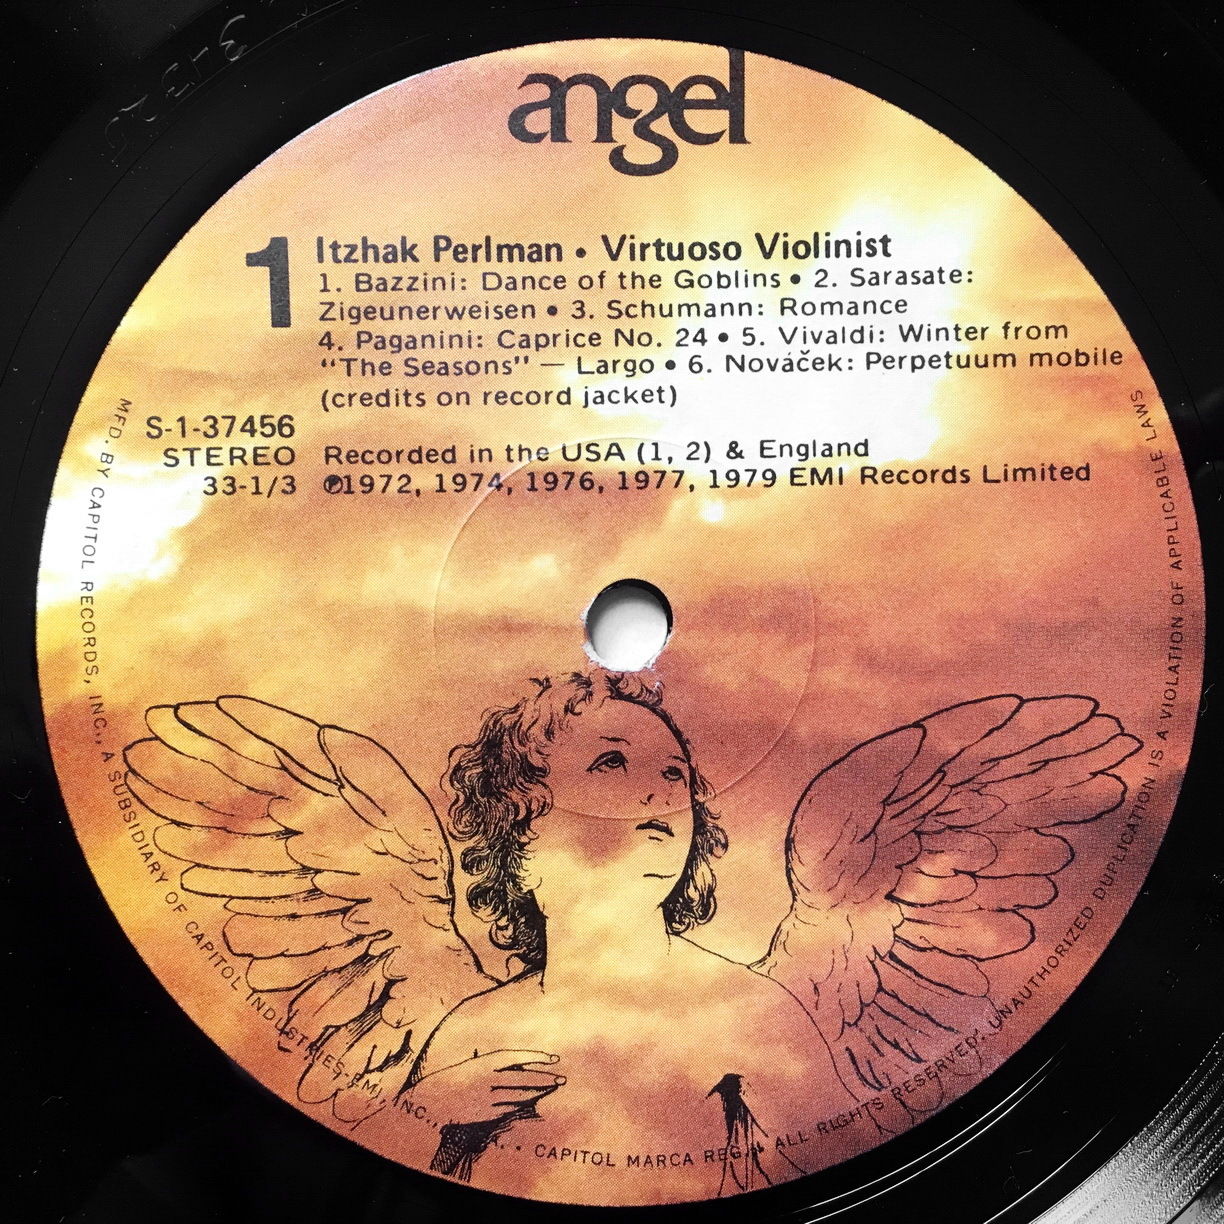 angel
1
Itzhak Perlman • Virtuoso Violinist
1. Bazzini: Dance of the Goblins • 2. Sarasate:
Zigeunerweisen • 3. Schumann: Romance
4. Paganini: Caprice No. 24 • 5. Vivaldi: Winter from
“The Seasons” — Largo • 6. Nováček: Perpetuum mobile
(credits on record jacket)
S-1-37456
STEREO
33-1/3
Recorded in the USA (1, 2) & England
℗1972, 1974, 1976, 1977, 1979 EMI Records Limited
MFD. BY CAPITOL RECORDS, INC., A SUBSIDIARY OF CAPITOL INDUSTRIES-EMI, INC., CAPITOL MARCA REG. ALL RIGHTS RESERVED. UNAUTHORIZED DUPLICATION IS A VIOLATION OF APPLICABLE LAWS